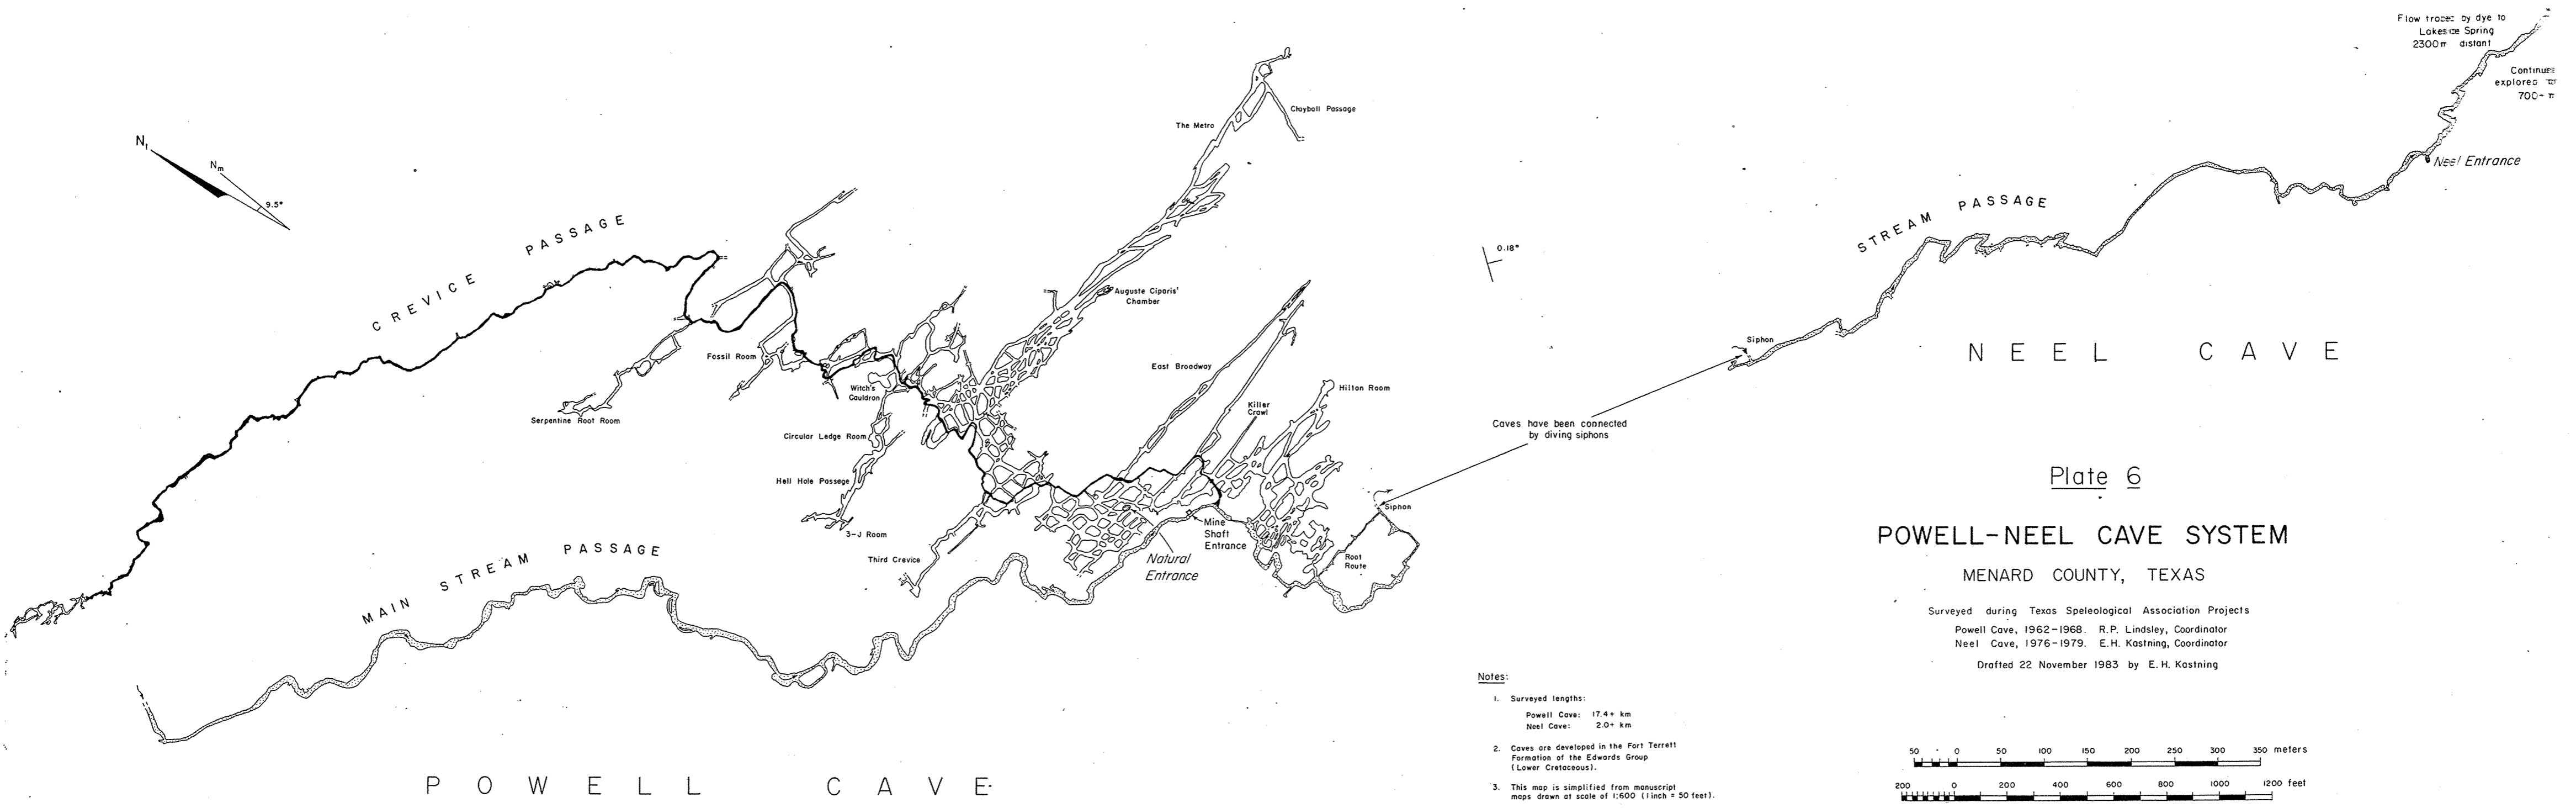 Flow traced by dye to
Lakeside Spring
2300 m distant
Continues
explored
700+ m
Nt
Nm
9.5°
Clayball Passage
The Metro
Neel Entrance
CREVICE PASSAGE
STREAM PASSAGE
0.18°
Auguste Ciparis'
Chamber
Siphon
NEEL CAVE
Fossil Room
East Broadway
Witch's
Cauldron
Hilton Room
Killer
Crawl
Serpentine Root Room
Circular Ledge Room
Caves have been connected
by diving siphons
Hell Hole Passage
Plate 6
Siphon
3-J Room
Mine
Shaft
Entrance
POWELL-NEEL CAVE SYSTEM
MAIN STREAM PASSAGE
Third Crevice
Natural
Entrance
Root
Route
MENARD COUNTY, TEXAS
Surveyed during Texas Speleological Association Projects
Powell Cave, 1962-1968. R.P. Lindsley, Coordinator
Neel Cave, 1976-1979. E.H. Kastning, Coordinator
Drafted 22 November 1983 by E.H. Kastning
Notes:
1. Surveyed lengths:
Powell Cave: 17.4+ km
Neel Cave: 2.0+ km
2. Caves are developed in the Fort Terrett
Formation of the Edwards Group
(Lower Cretaceous).
3. This map is simplified from manuscript
maps drawn at scale of 1:600 (1 inch = 50 feet).
50 0 50 100 150 200 250 300 350 meters
200 0 200 400 600 800 1000 1200 feet
POWELL CAVE